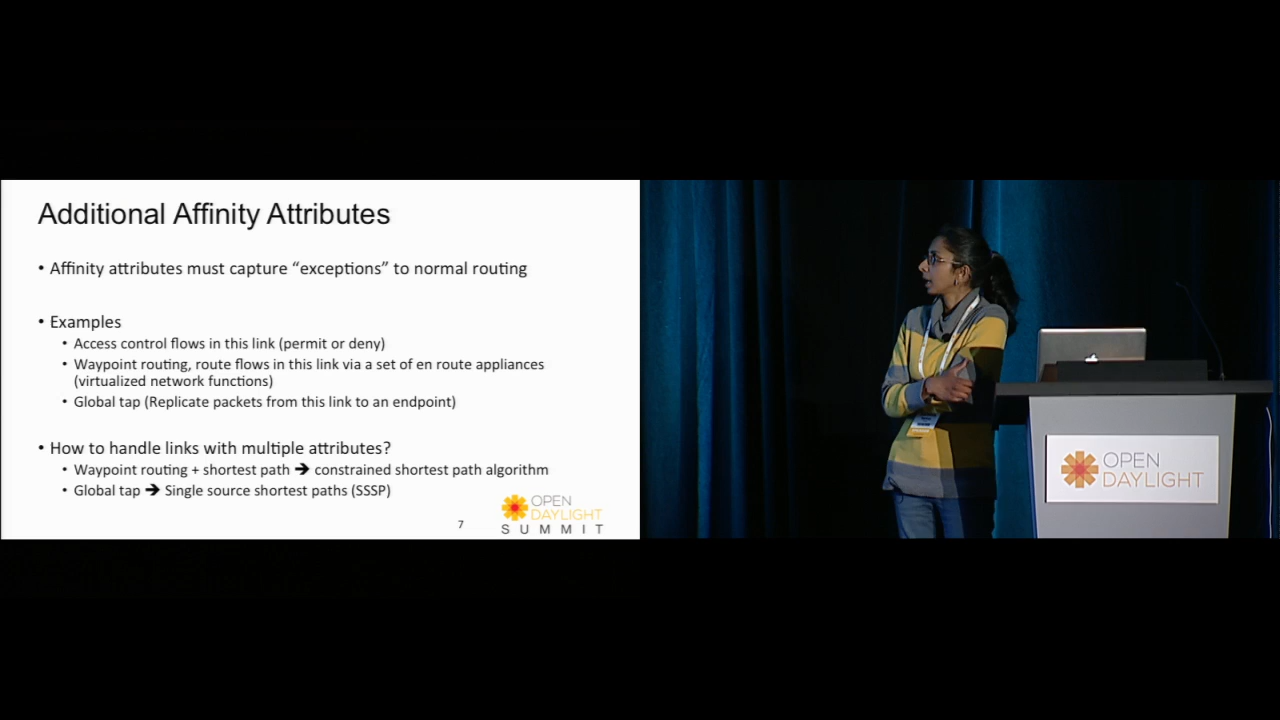 Additional Affinity Attributes
• Affinity attributes must capture “exceptions” to normal routing
• Examples
• Access control flows in this link (permit or deny)
• Waypoint routing, route flows in this link via a set of en route appliances
(virtualized network functions)
• Global tap (Replicate packets from this link to an endpoint)
• How to handle links with multiple attributes?
• Waypoint routing + shortest path ➔ constrained shortest path algorithm
• Global tap ➔ Single source shortest paths (SSSP)
7
OPEN
DAYLIGHT
SUMMIT
OPEN
DAYLIGHT